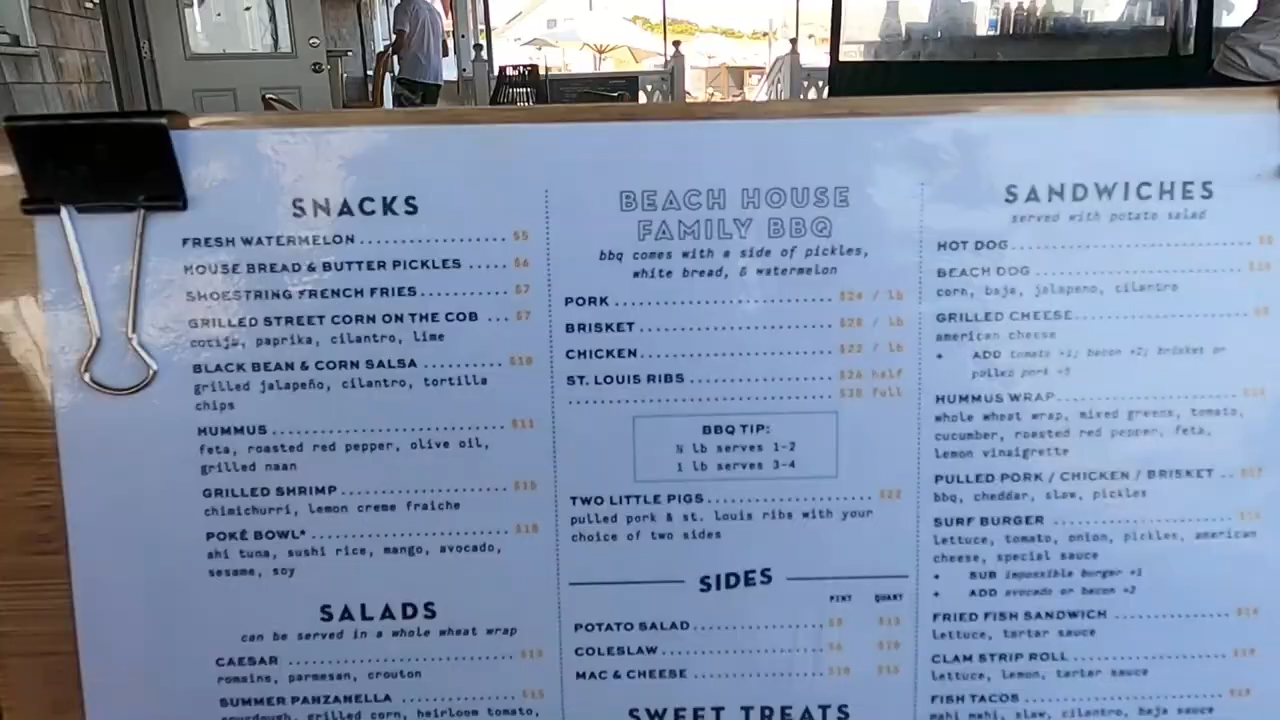 SNACKS
FRESH WATERMELON $5
HOUSE BREAD & BUTTER PICKLES $6
SHOESTRING FRENCH FRIES $7
GRILLED STREET CORN ON THE COB $7
cotija, paprika, cilantro, lime
BLACK BEAN & CORN SALSA $10
grilled jalapeño, cilantro, tortilla
chips
HUMMUS $11
feta, roasted red pepper, olive oil,
grilled naan
GRILLED SHRIMP $15
chimichurri, lemon creme fraiche
POKÉ BOWL* $18
ahi tuna, sushi rice, mango, avocado,
sesame, soy
SALADS
can be served in a whole wheat wrap
CAESAR
romaine, parmesan, crouton
SUMMER PANZANELLA $15
sourdough, grilled corn, heirloom tomato,
BEACH HOUSE
FAMILY BBQ
bbq comes with a side of pickles,
white bread, & watermelon
PORK $24 / lb
BRISKET $28 / lb
CHICKEN $22 / lb
ST. LOUIS RIBS half
full
BBQ TIP:
½ lb serves 1-2
1 lb serves 3-4
TWO LITTLE PIGS $22
pulled pork & st. louis ribs with your
choice of two sides
SIDES
PINT QUART
POTATO SALAD
COLESLAW
MAC & CHEESE $10
SWEET TREATS
SANDWICHES
served with potato salad
HOT DOG
BEACH DOG
corn, baja, jalapeno, cilantro
GRILLED CHEESE
american cheese
• ADD tomato +1; bacon +2; brisket or
pulled pork
HUMMUS WRAP
whole wheat wrap, mixed greens, tomato,
cucumber, roasted red pepper, feta,
lemon vinaigrette
PULLED PORK / CHICKEN / BRISKET
bbq, cheddar, slaw, pickles
SURF BURGER
lettuce, tomato, onion, pickles, american
cheese, special sauce
• SUB impossible burger +1
• ADD avocado or bacon +2
FRIED FISH SANDWICH
lettuce, tartar sauce
CLAM STRIP ROLL
lettuce, lemon, tartar sauce
FISH TACOS
mahi mahi, slaw, cilantro, baja sauce